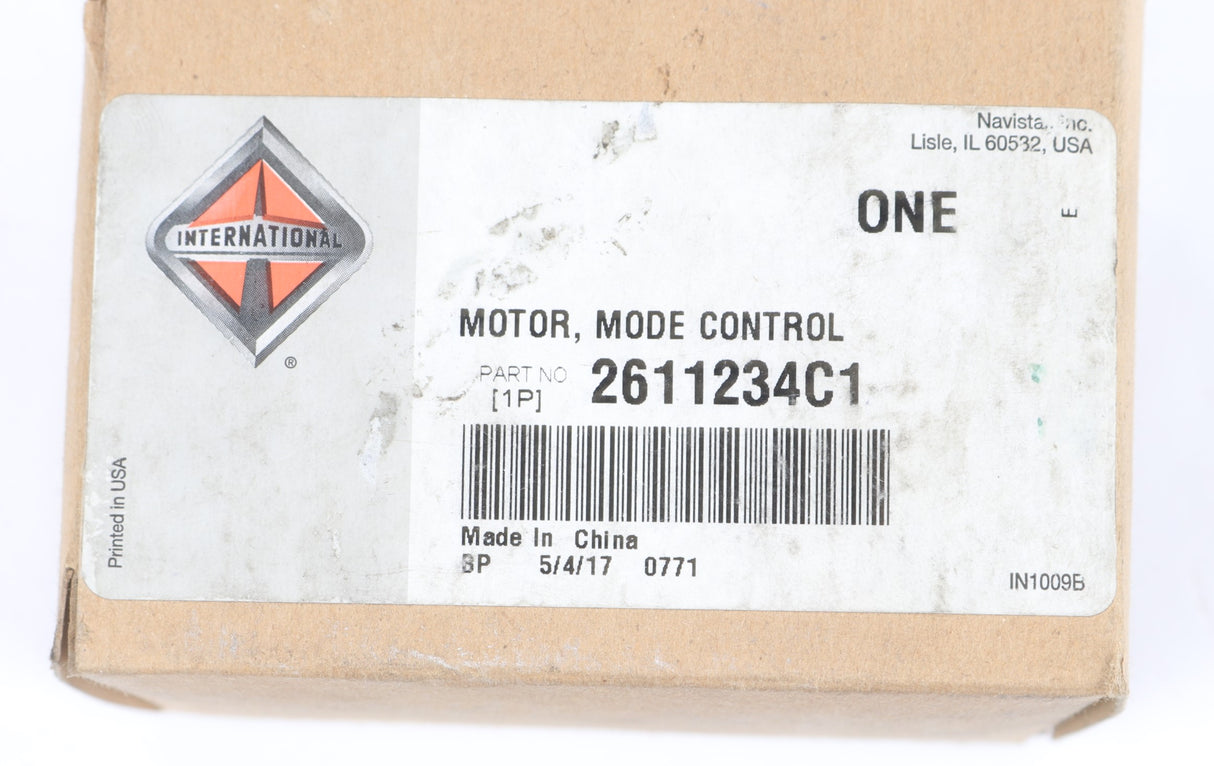 INTERNATIONAL
®
Navistar, Inc.
Lisle, IL 60532, USA
ONE
E
MOTOR, MODE CONTROL
PART NO
[1P]
2611234C1
Made In China
BP 5/4/17 0771
Printed in USA
IN1009B